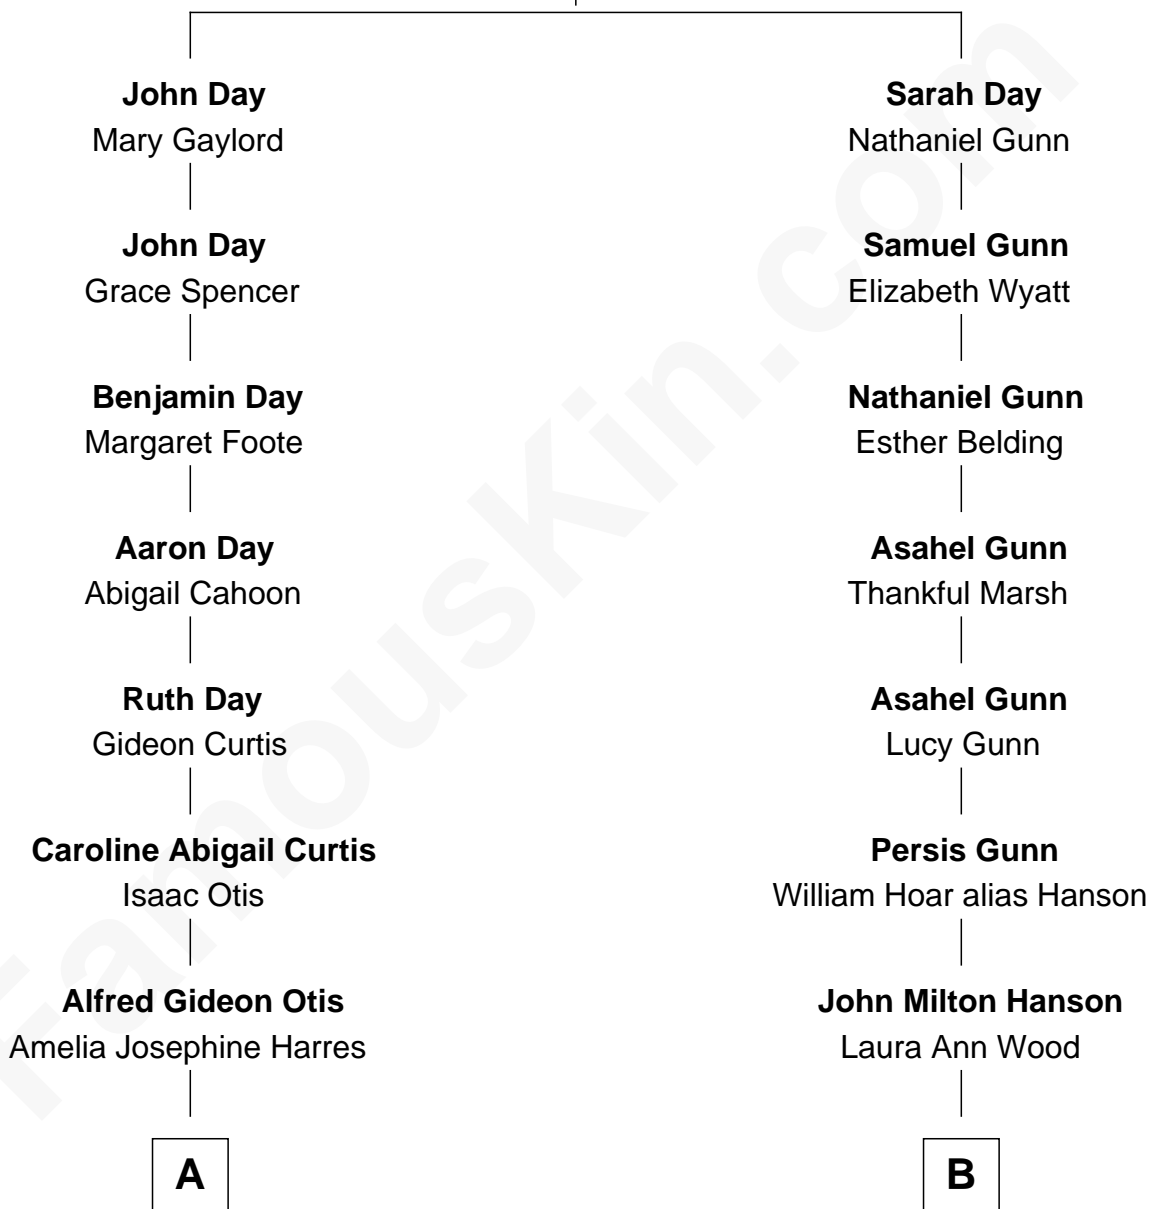 John Day
Mary Gaylord
John Day
Grace Spencer
Benjamin Day
Margaret Foote
Aaron Day
Abigail Cahoon
Ruth Day
Gideon Curtis
Caroline Abigail Curtis
Isaac Otis
Alfred Gideon Otis
Amelia Josephine Harres
A
Sarah Day
Nathaniel Gunn
Samuel Gunn
Elizabeth Wyatt
Nathaniel Gunn
Esther Belding
Asahel Gunn
Thankful Marsh
Asahel Gunn
Lucy Gunn
Persis Gunn
William Hoar alias Hanson
John Milton Hanson
Laura Ann Wood
B
FamousKin.com